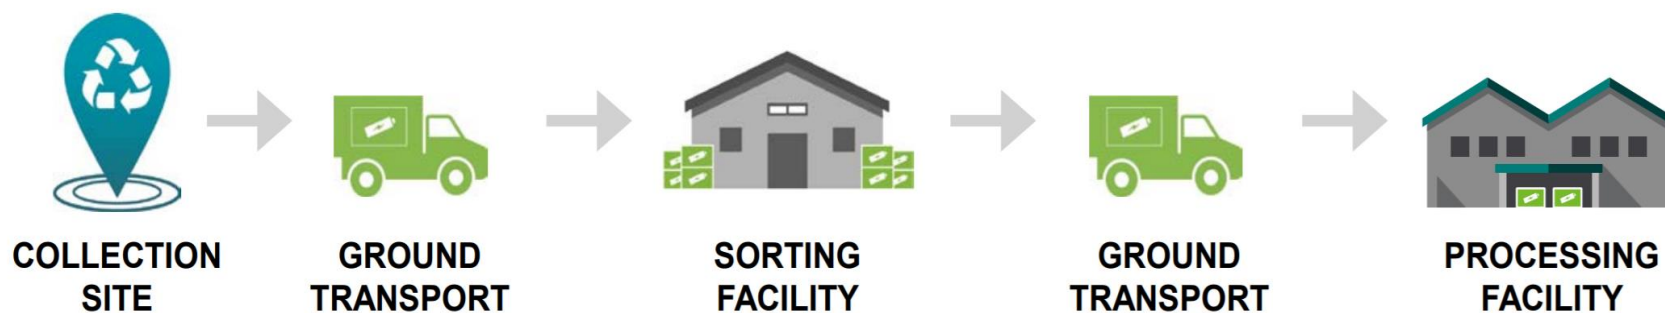 COLLECTION
SITE
GROUND
TRANSPORT
SORTING
FACILITY
GROUND
TRANSPORT
PROCESSING
FACILITY